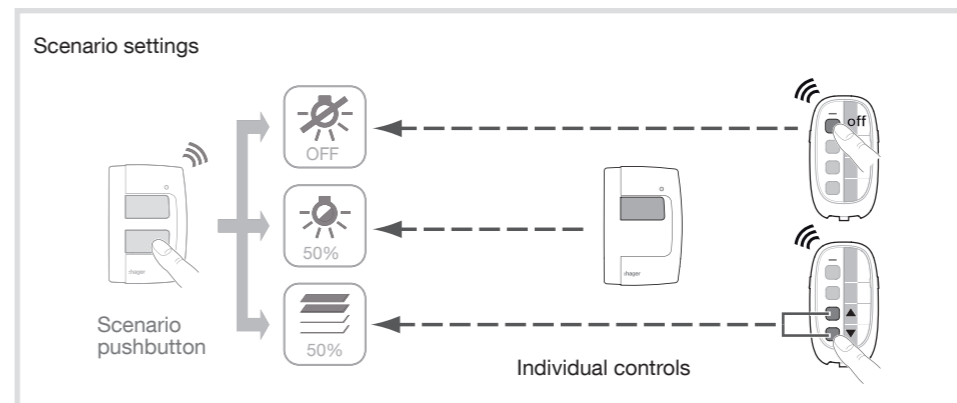 Scenario settings
OFF
off
50%
hager
hager
50%
Scenario
pushbutton
Individual controls